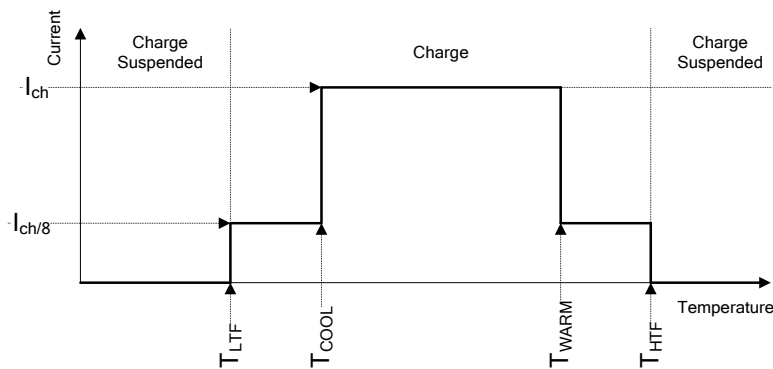 Current
Charge
Suspended
Charge
Charge
Suspended
Ich
Ich/8
Temperature
TLTF
TCOOL
TWARM
THTF